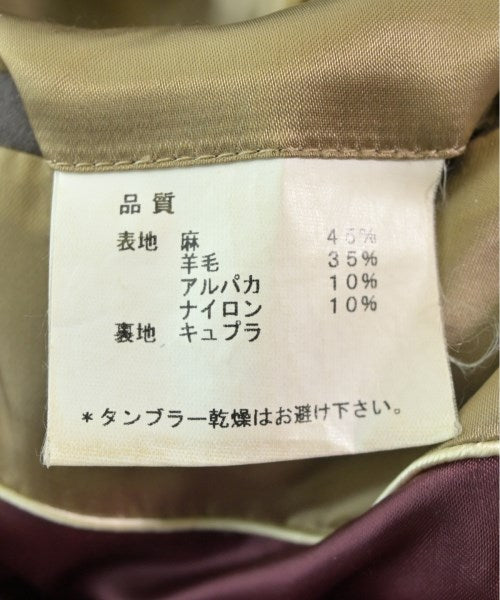 品質
表地 麻 45%
羊毛 35%
アルパカ 10%
ナイロン 10%
裏地 キュプラ
*タンブラー乾燥はお避け下さい。